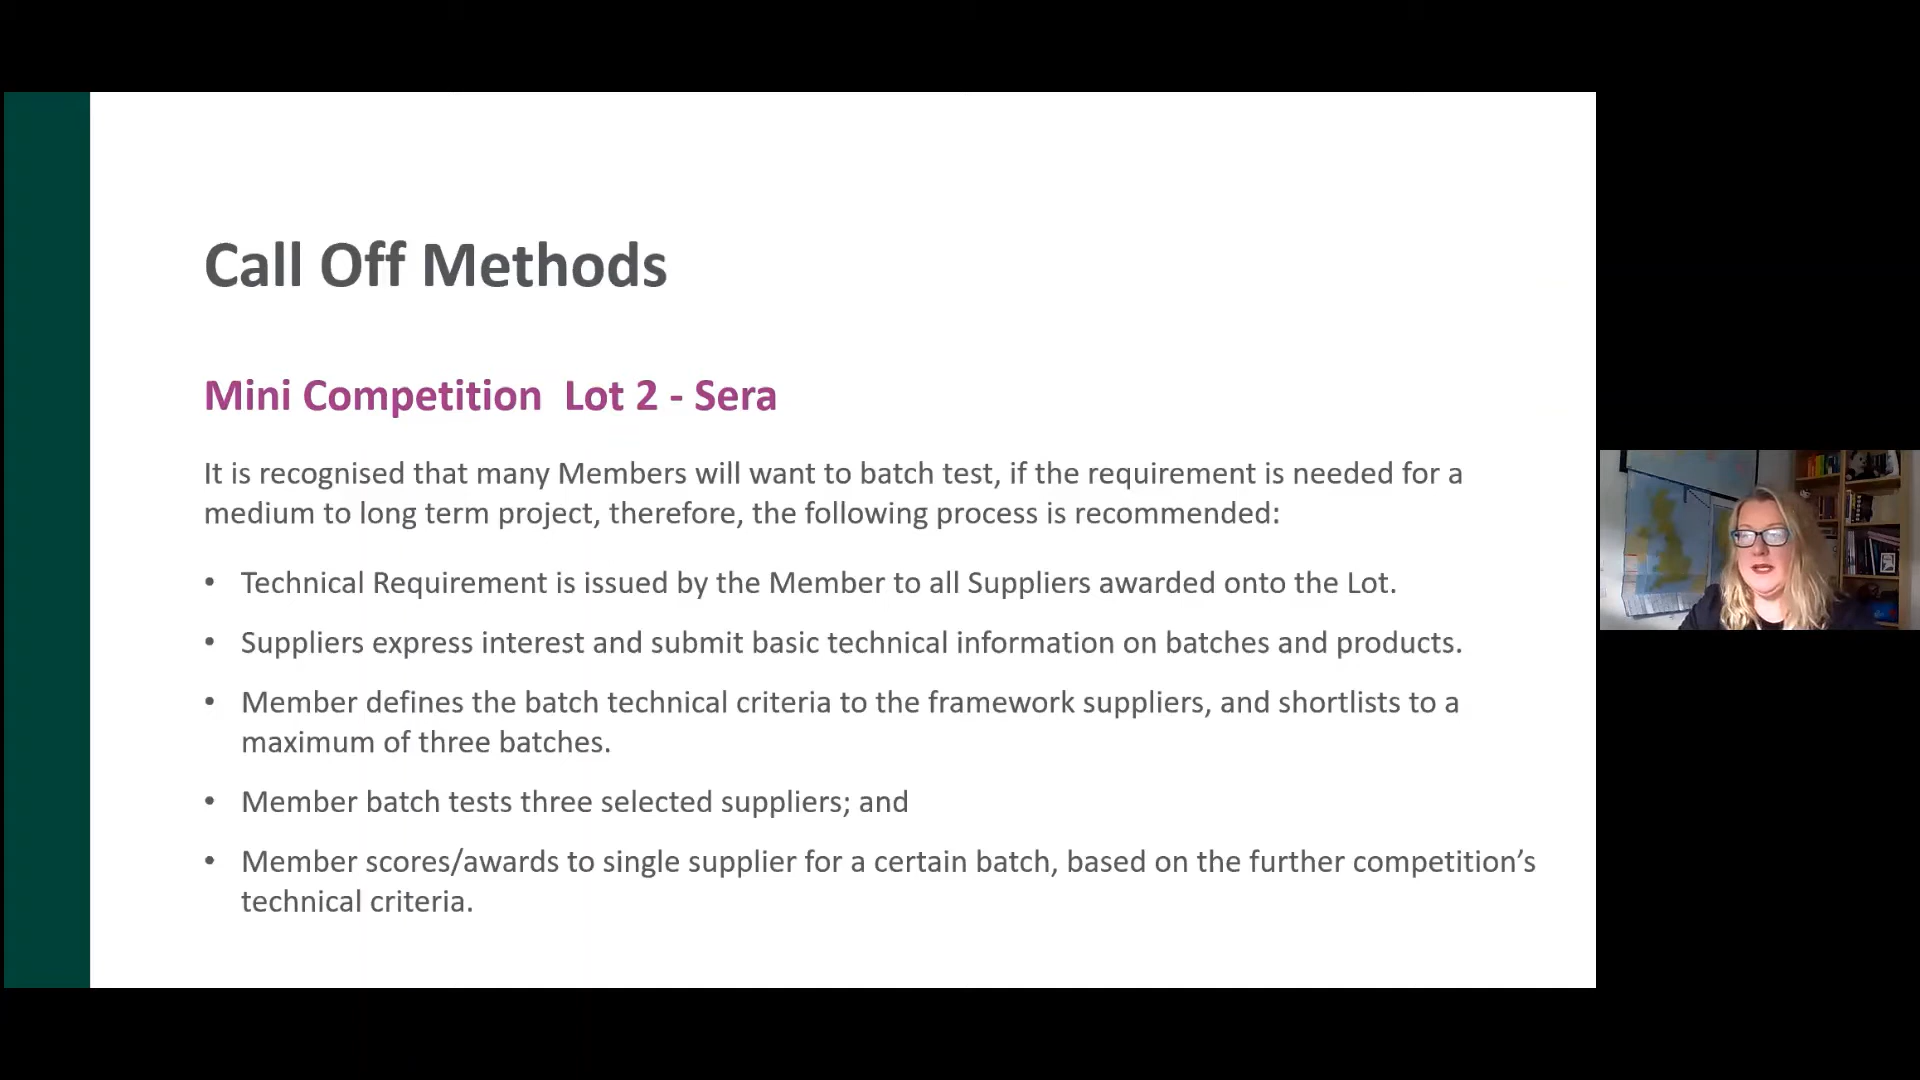 Call Off Methods
Mini Competition  Lot 2 - Sera
It is recognised that many Members will want to batch test, if the requirement is needed for a
medium to long term project, therefore, the following process is recommended:
• Technical Requirement is issued by the Member to all Suppliers awarded onto the Lot.
• Suppliers express interest and submit basic technical information on batches and products.
• Member defines the batch technical criteria to the framework suppliers, and shortlists to a
maximum of three batches.
• Member batch tests three selected suppliers; and
• Member scores/awards to single supplier for a certain batch, based on the further competition’s
technical criteria.